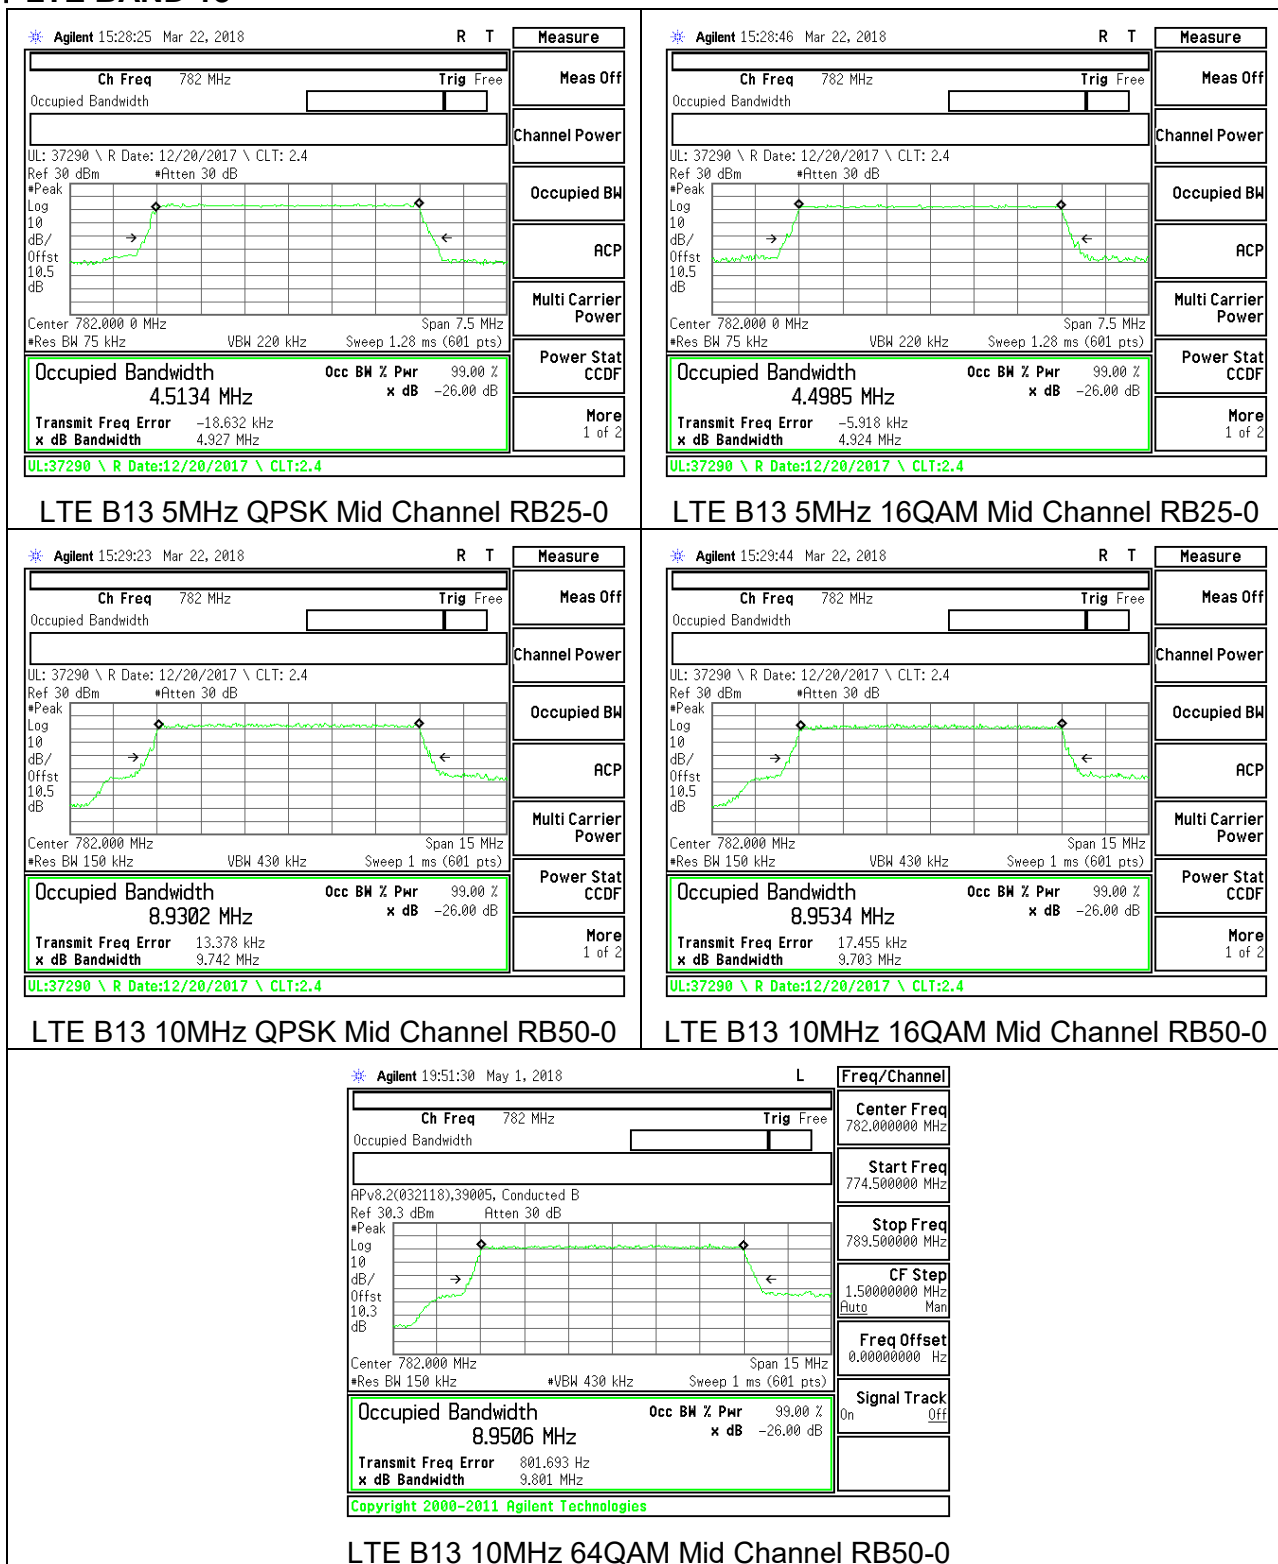 LTE BAND 13
Agilent 15:28:25 Mar 22, 2018 R T Measure
Ch Freq 782 MHz Trig Free
Occupied Bandwidth
Meas Off
Channel Power
Occupied BW
ACP
Multi Carrier
Power
Power Stat
CCDF
More
1 of 2
UL: 37290 \ R Date: 12/20/2017 \ CLT: 2.4
Ref 30 dBm #Atten 30 dB
#Peak
Log
10
dB/
Offst
10.5
dB
Center 782.000 0 MHz Span 7.5 MHz
#Res BW 75 kHz VBW 220 kHz Sweep 1.28 ms (601 pts)
Occupied Bandwidth Occ BW % Pwr 99.00 %
4.5134 MHz x dB -26.00 dB
Transmit Freq Error -18.632 kHz
x dB Bandwidth 4.927 MHz
UL:37290 \ R Date:12/20/2017 \ CLT:2.4
LTE B13 5MHz QPSK Mid Channel RB25-0
Agilent 15:28:46 Mar 22, 2018 R T Measure
Ch Freq 782 MHz Trig Free
Occupied Bandwidth
Meas Off
Channel Power
Occupied BW
ACP
Multi Carrier
Power
Power Stat
CCDF
More
1 of 2
UL: 37290 \ R Date: 12/20/2017 \ CLT: 2.4
Ref 30 dBm #Atten 30 dB
#Peak
Log
10
dB/
Offst
10.5
dB
Center 782.000 0 MHz Span 7.5 MHz
#Res BW 75 kHz VBW 220 kHz Sweep 1.28 ms (601 pts)
Occupied Bandwidth Occ BW % Pwr 99.00 %
4.4985 MHz x dB -26.00 dB
Transmit Freq Error -5.918 kHz
x dB Bandwidth 4.924 MHz
UL:37290 \ R Date:12/20/2017 \ CLT:2.4
LTE B13 5MHz 16QAM Mid Channel RB25-0
Agilent 15:29:23 Mar 22, 2018 R T Measure
Ch Freq 782 MHz Trig Free
Occupied Bandwidth
Meas Off
Channel Power
Occupied BW
ACP
Multi Carrier
Power
Power Stat
CCDF
More
1 of 2
UL: 37290 \ R Date: 12/20/2017 \ CLT: 2.4
Ref 30 dBm #Atten 30 dB
#Peak
Log
10
dB/
Offst
10.5
dB
Center 782.000 MHz Span 15 MHz
#Res BW 150 kHz VBW 430 kHz Sweep 1 ms (601 pts)
Occupied Bandwidth Occ BW % Pwr 99.00 %
8.9302 MHz x dB -26.00 dB
Transmit Freq Error 13.378 kHz
x dB Bandwidth 9.742 MHz
UL:37290 \ R Date:12/20/2017 \ CLT:2.4
LTE B13 10MHz QPSK Mid Channel RB50-0
Agilent 15:29:44 Mar 22, 2018 R T Measure
Ch Freq 782 MHz Trig Free
Occupied Bandwidth
Meas Off
Channel Power
Occupied BW
ACP
Multi Carrier
Power
Power Stat
CCDF
More
1 of 2
UL: 37290 \ R Date: 12/20/2017 \ CLT: 2.4
Ref 30 dBm #Atten 30 dB
#Peak
Log
10
dB/
Offst
10.5
dB
Center 782.000 MHz Span 15 MHz
#Res BW 150 kHz VBW 430 kHz Sweep 1 ms (601 pts)
Occupied Bandwidth Occ BW % Pwr 99.00 %
8.9534 MHz x dB -26.00 dB
Transmit Freq Error 17.455 kHz
x dB Bandwidth 9.703 MHz
UL:37290 \ R Date:12/20/2017 \ CLT:2.4
LTE B13 10MHz 16QAM Mid Channel RB50-0
Agilent 19:51:30 May 1, 2018 L Freq/Channel
Ch Freq 782 MHz Trig Free
Occupied Bandwidth
Center Freq
782.000000 MHz
Start Freq
774.500000 MHz
Stop Freq
789.500000 MHz
CF Step
1.50000000 MHz
Auto Man
Freq Offset
0.00000000 Hz
Signal Track
On Off
APv8.2(032118),39005, Conducted B
Ref 30.3 dBm Atten 30 dB
#Peak
Log
10
dB/
Offst
10.3
dB
Center 782.000 MHz Span 15 MHz
#Res BW 150 kHz #VBW 430 kHz Sweep 1 ms (601 pts)
Occupied Bandwidth Occ BW % Pwr 99.00 %
8.9506 MHz x dB -26.00 dB
Transmit Freq Error 801.693 Hz
x dB Bandwidth 9.801 MHz
Copyright 2000-2011 Agilent Technologies
LTE B13 10MHz 64QAM Mid Channel RB50-0